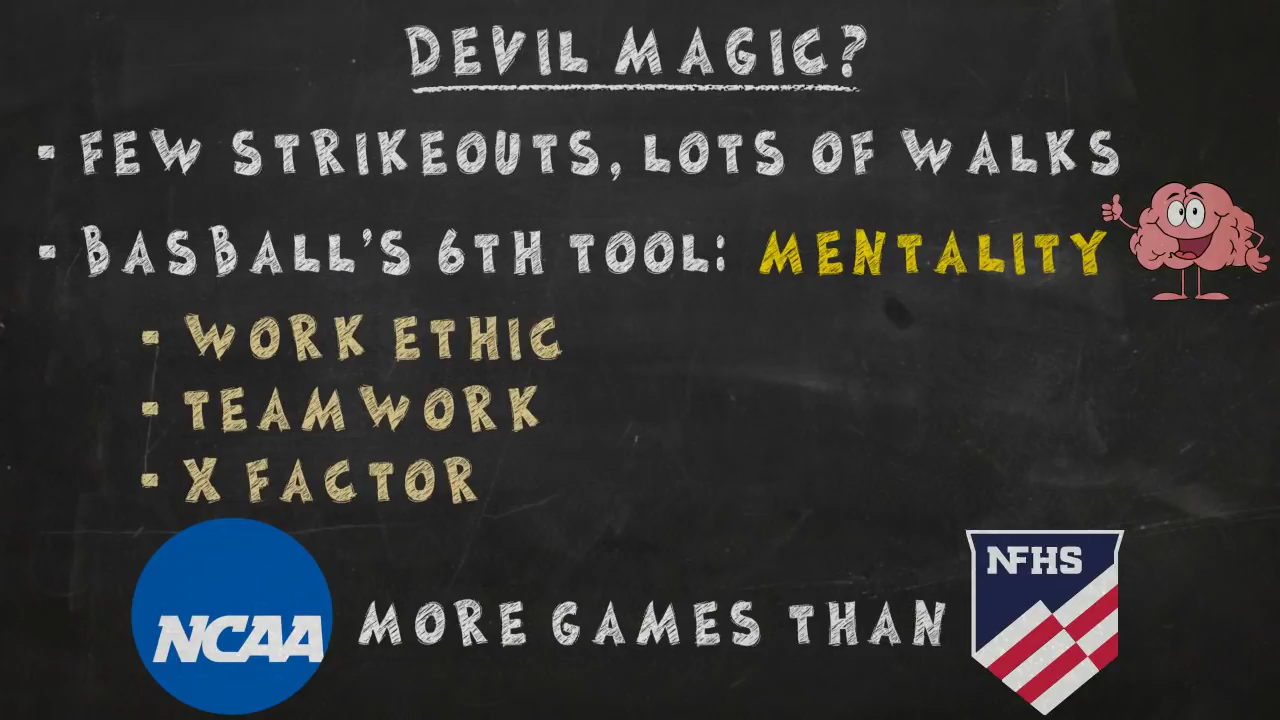 DEVIL MAGIC?
▪ FEW STRIKEOUTS, LOTS OF WALKS
▪ BASBALL'S 6TH TOOL: MENTALITY
▪ WORK ETHIC
▪ TEAMWORK
▪ X FACTOR
NFHS
NCAA MORE GAMES THAN